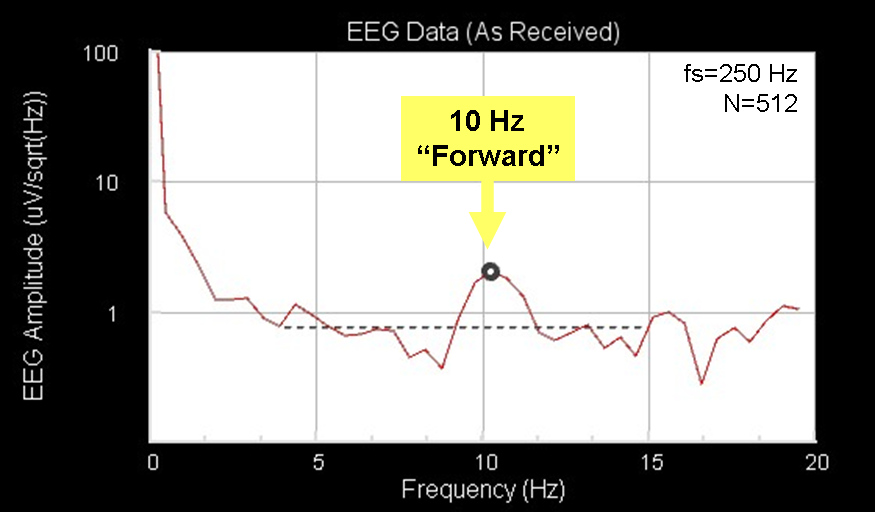 EEG Data (As Received)
100
10
1
EEG Amplitude (uV/sqrt(Hz))
fs=250 Hz
N=512
10 Hz
“Forward”
0 5 10 15 20
Frequency (Hz)